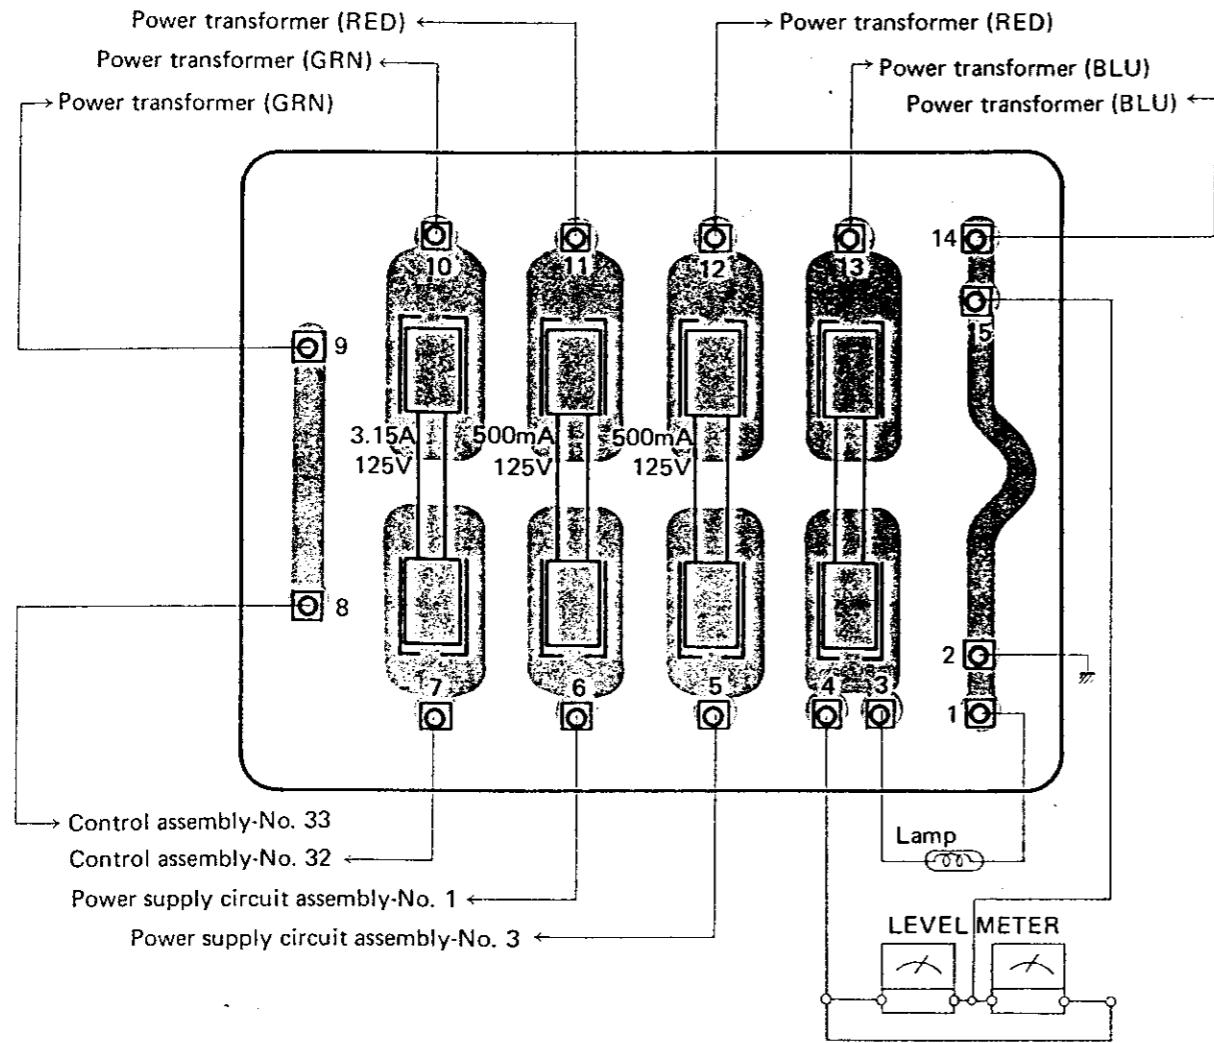 Power transformer (RED)
Power transformer (RED)
Power transformer (GRN)
Power transformer (BLU)
Power transformer (GRN)
Power transformer (BLU)
10
11
12
13
14
5
9
3.15A
125V
500mA
125V
500mA
125V
8
2
7
6
5
4
3
1
Control assembly-No. 33
Control assembly-No. 32
Lamp
Power supply circuit assembly-No. 1
Power supply circuit assembly-No. 3
LEVEL METER